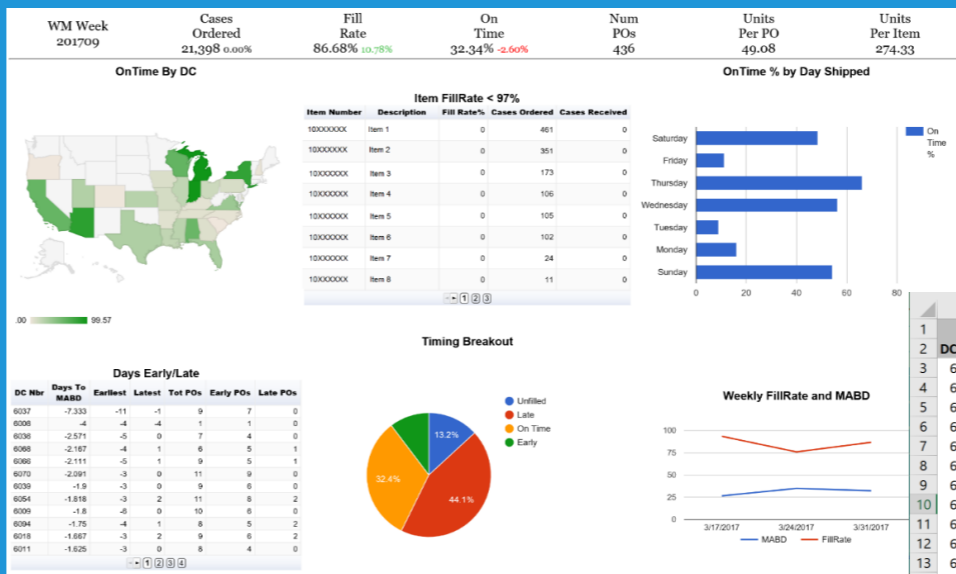 WM Week
201709
Cases
Ordered
21,398 0.00%
Fill
Rate
86.68% 10.78%
On
Time
32.34% -2.60%
Num
POs
436
Units
Per PO
49.08
Units
Per Item
274.33
OnTime By DC
.00 99.57
Item FillRate < 97%
Item Number Description Fill Rate% Cases Ordered Cases Received
10XXXXXX Item 1 0 461 0
10XXXXXX Item 2 0 351 0
10XXXXXX Item 3 0 173 0
10XXXXXX Item 4 0 106 0
10XXXXXX Item 5 0 105 0
10XXXXXX Item 6 0 102 0
10XXXXXX Item 7 0 24 0
10XXXXXX Item 8 0 11 0
1 2 3
OnTime % by Day Shipped
Saturday
Friday
Thursday
Wednesday
Tuesday
Monday
Sunday
0 20 40 60 80
On
Time
%
Days Early/Late
DC Nbr Days To MABD Earliest Latest Tot POs Early POs Late POs
6037 -7.333 -11 -1 9 7 0
6008 -4 -4 -4 1 1 0
6036 -2.571 -5 0 7 4 0
6068 -2.167 -4 1 6 5 1
6066 -2.111 -5 1 9 5 1
6070 -2.091 -3 0 11 9 0
6039 -1.9 -3 0 9 6 0
6054 -1.818 -3 2 11 8 2
6009 -1.8 -6 0 10 6 0
6094 -1.75 -4 1 8 5 2
6018 -1.667 -3 2 9 6 2
6011 -1.625 -3 0 8 4 0
1 2 3 4
Timing Breakout
13.2%
44.1%
32.4%
Unfilled
Late
On Time
Early
Weekly FillRate and MABD
100
75
50
25
0
3/17/2017 3/24/2017 3/31/2017
MABD FillRate
1
2 DC
3 6
4 6
5 6
6 6
7 6
8 6
9 6
10 6
11 6
12 6
13 6